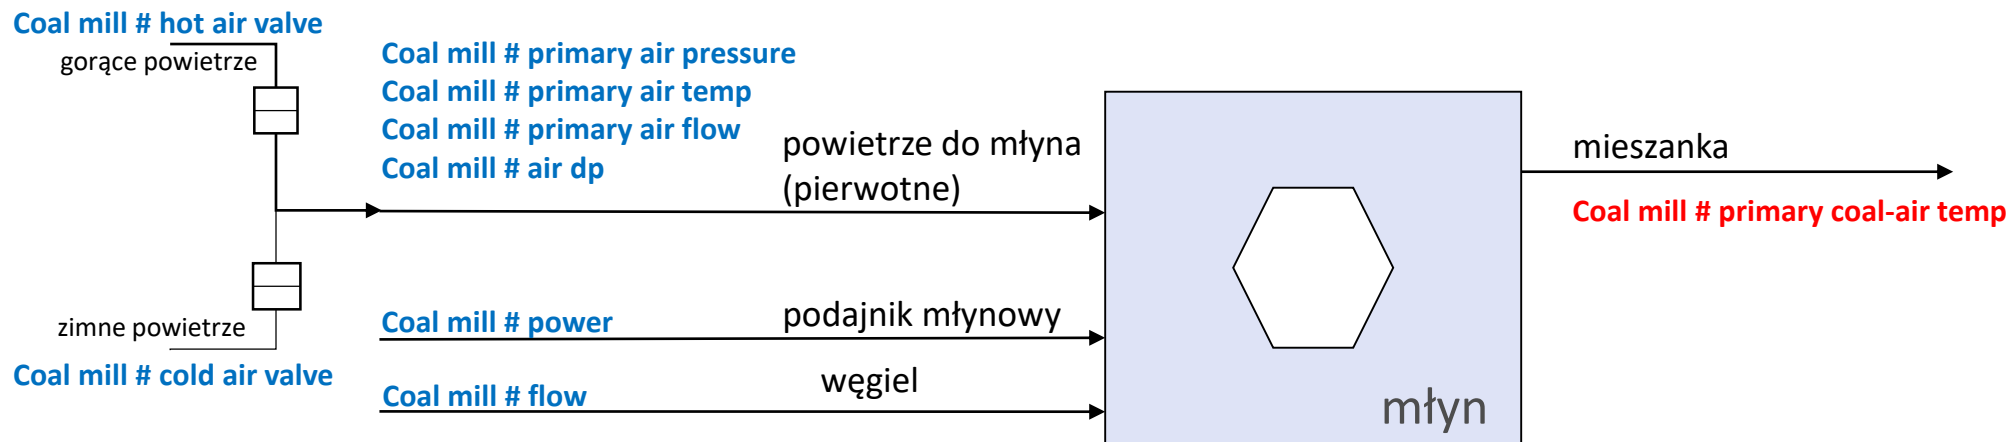 Coal mill # hot air valve
gorące powietrze
Coal mill # primary air pressure
Coal mill # primary air temp
Coal mill # primary air flow
Coal mill # air dp
powietrze do młyna
(pierwotne)
mieszanka
Coal mill # primary coal-air temp
zimne powietrze
Coal mill # cold air valve
Coal mill # power
podajnik młynowy
Coal mill # flow
węgiel
młyn